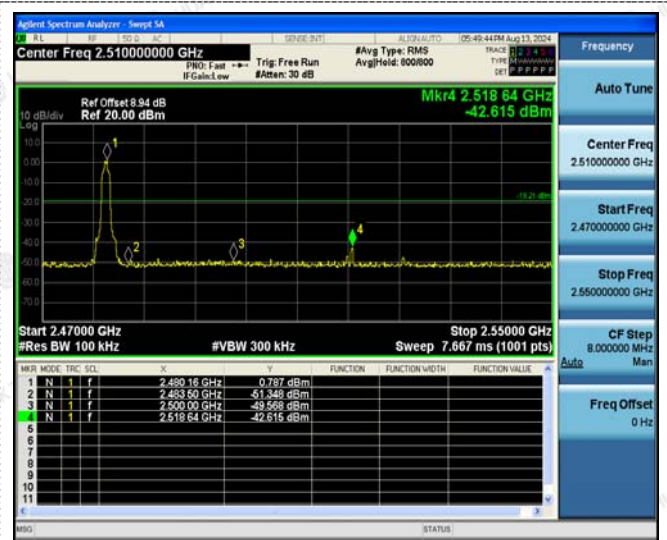 Agilent Spectrum Analyzer - Swept SA
RL RF 50 Ω AC SENSE:INT ALIGNAUTO 05:49:44 PM Aug 13, 2024
Center Freq 2.510000000 GHz
PNO: Fast
IFGain:Low
Trig: Free Run
#Atten: 30 dB
#Avg Type: RMS
Avg|Hold: 800/800
TRACE 1 2 3 4 5 6
TYPE
DET P P P P P P
Ref Offset 8.94 dB
10 dB/div Ref 20.00 dBm
Log
Mkr4 2.518 64 GHz
-42.615 dBm
10.0
0.00
-10.0
-20.0
-30.0
-40.0
-50.0
-60.0
-70.0
1
2
3
4
-19.21 dBm
Start 2.47000 GHz Stop 2.55000 GHz
#Res BW 100 kHz #VBW 300 kHz Sweep 7.667 ms (1001 pts)
MKR MODE TRC SCL X Y FUNCTION FUNCTION WIDTH FUNCTION VALUE
1 N 1 f 2.480 16 GHz 0.787 dBm
2 N 1 f 2.483 50 GHz -51.348 dBm
3 N 1 f 2.500 00 GHz -49.568 dBm
4 N 1 f 2.518 64 GHz -42.615 dBm
5
6
7
8
9
10
11
MSG STATUS
Frequency
Auto Tune
Center Freq
2.510000000 GHz
Start Freq
2.470000000 GHz
Stop Freq
2.550000000 GHz
CF Step
8.000000 MHz
Auto Man
Freq Offset
0 Hz